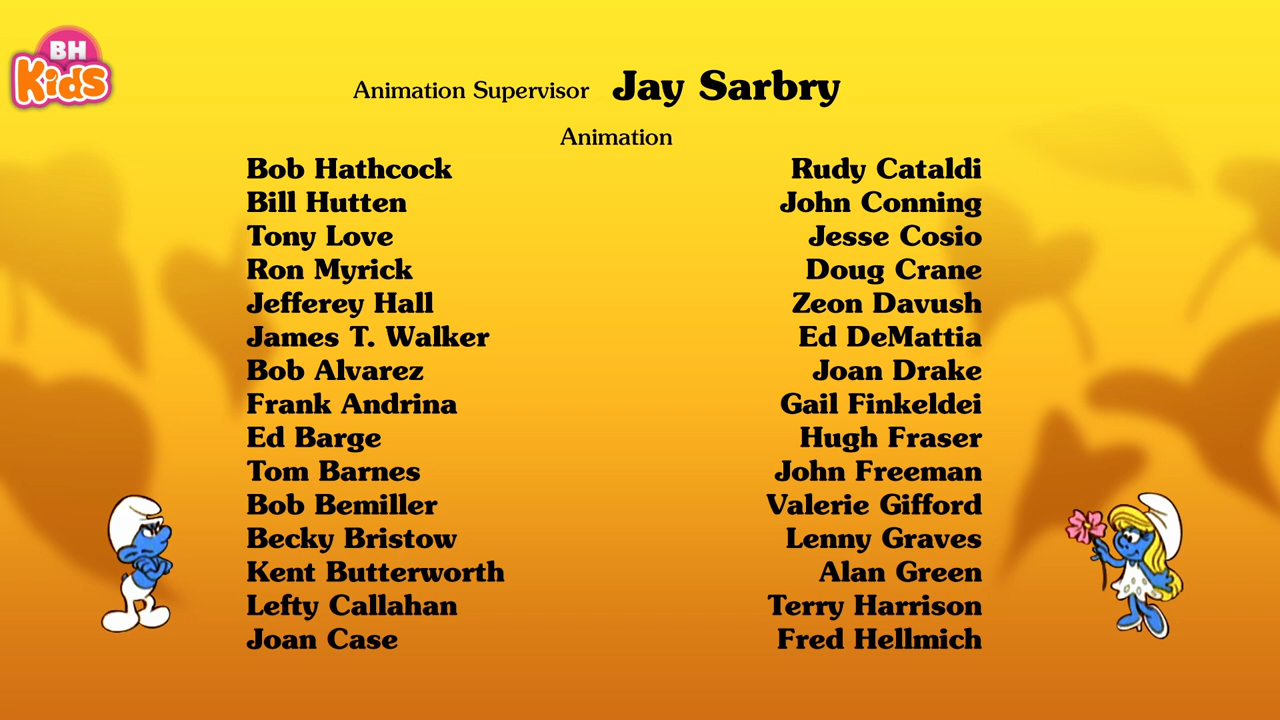 BH
Kids
Animation Supervisor Jay Sarbry
Animation
Bob Hathcock Rudy Cataldi
Bill Hutten John Conning
Tony Love Jesse Cosio
Ron Myrick Doug Crane
Jefferey Hall Zeon Davush
James T. Walker Ed DeMattia
Bob Alvarez Joan Drake
Frank Andrina Gail Finkeldei
Ed Barge Hugh Fraser
Tom Barnes John Freeman
Bob Bemiller Valerie Gifford
Becky Bristow Lenny Graves
Kent Butterworth Alan Green
Lefty Callahan Terry Harrison
Joan Case Fred Hellmich